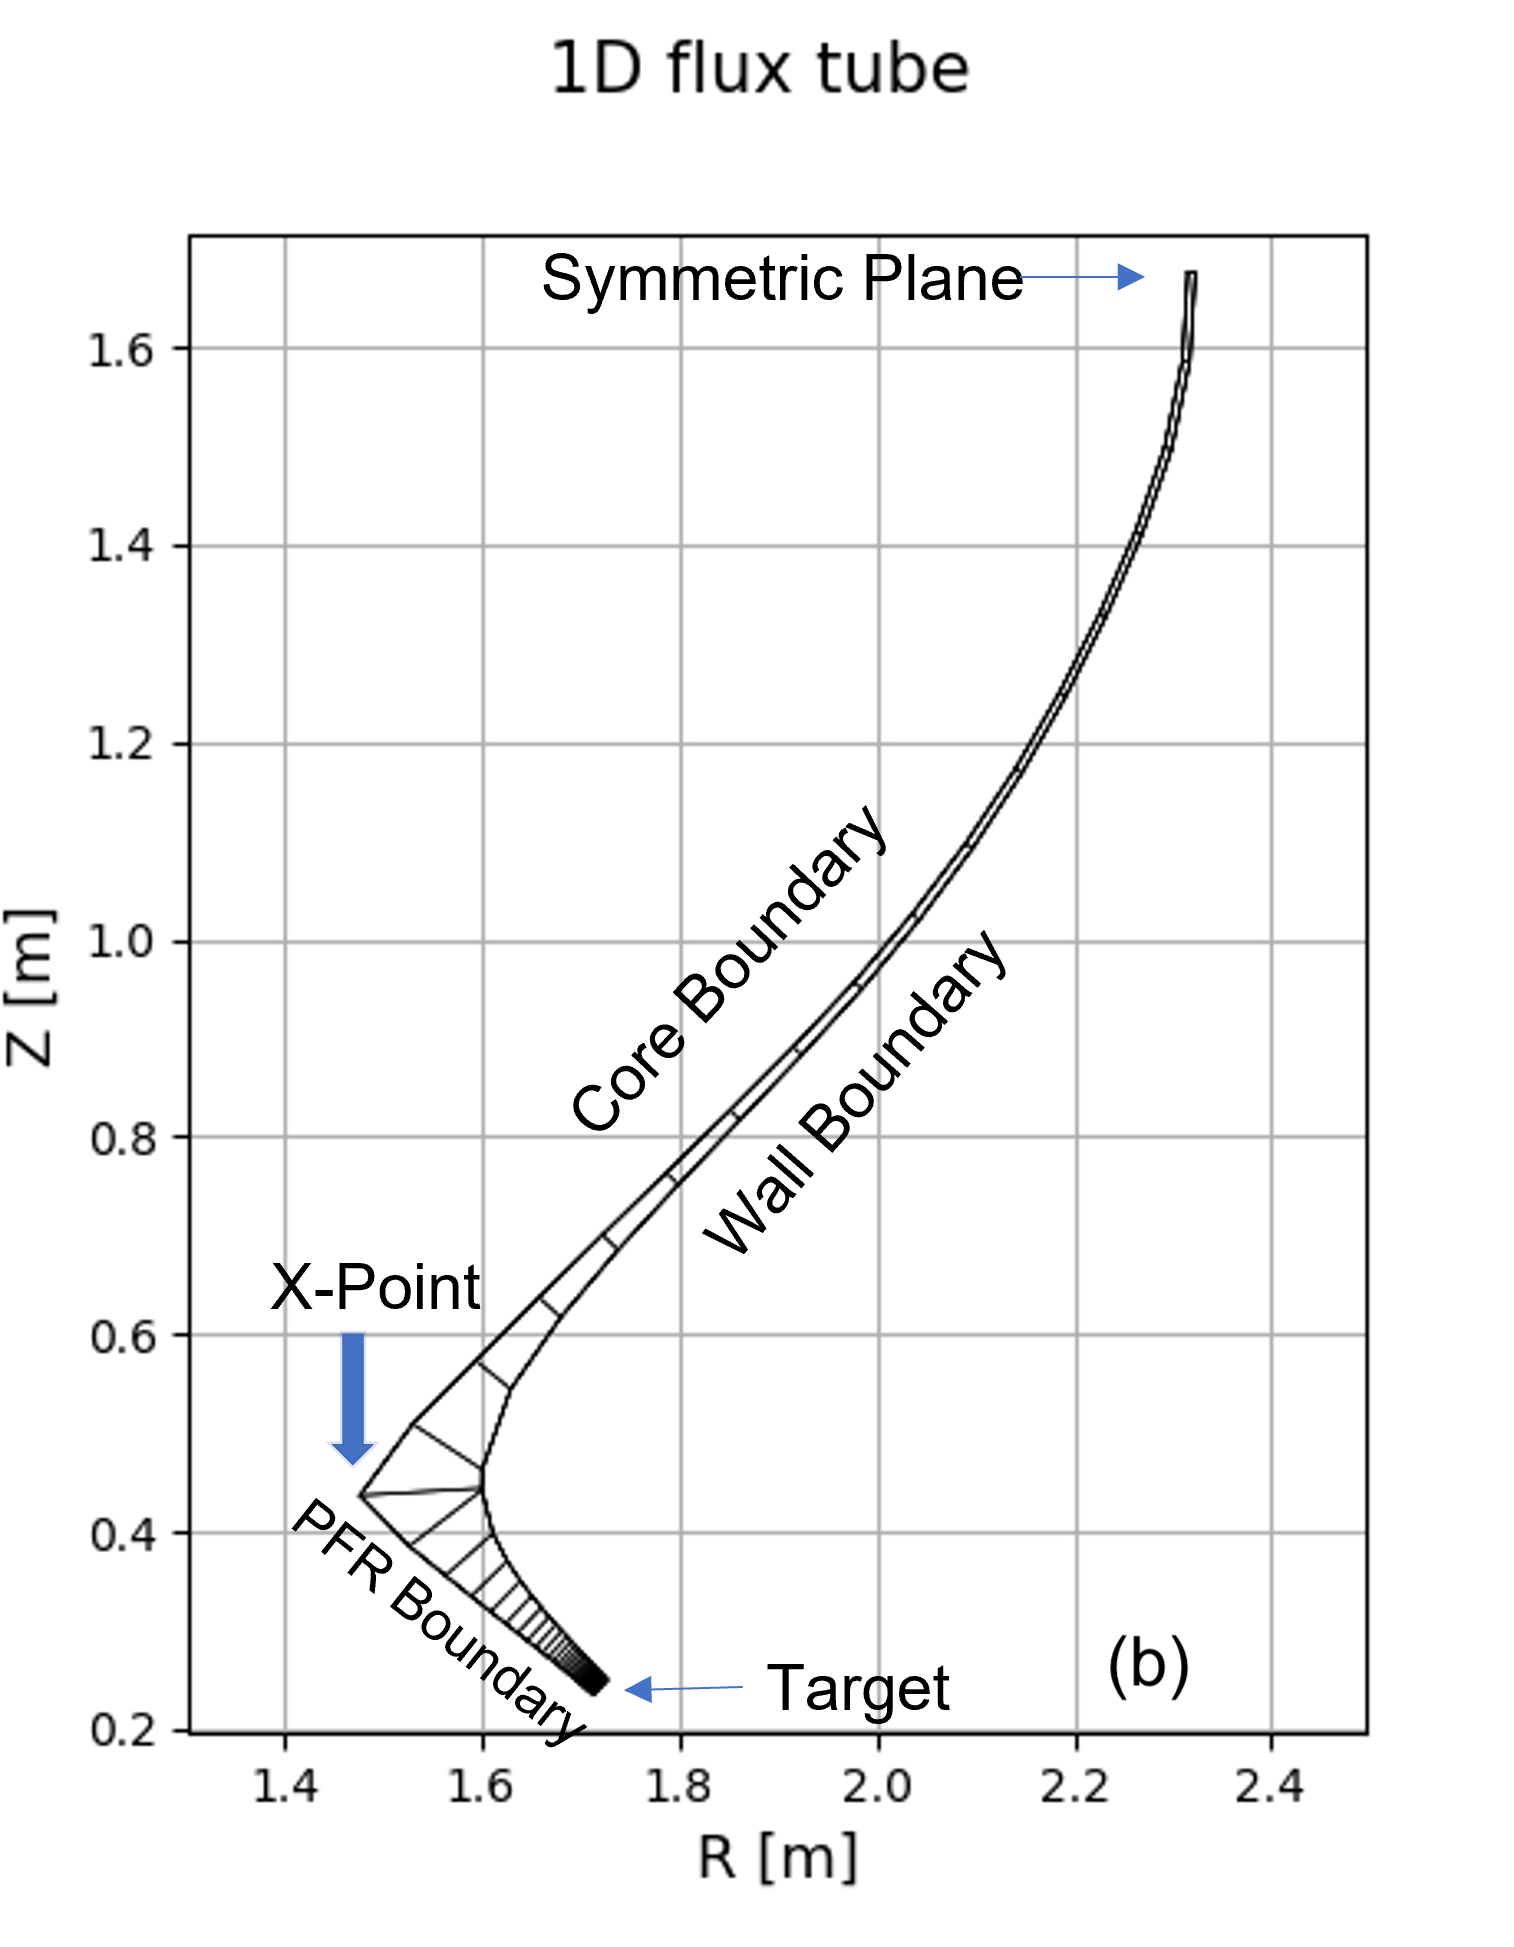 1D flux tube
Symmetric Plane
1.6
1.4
1.2
1.0
0.8
0.6
0.4
0.2
Z [m]
Core Boundary
Wall Boundary
X-Point
PFR Boundary
Target
(b)
1.4 1.6 1.8 2.0 2.2 2.4
R [m]